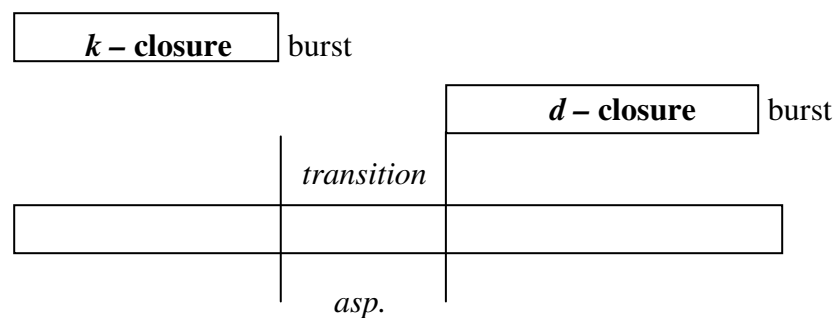 k – closure burst
d – closure burst
transition
asp.